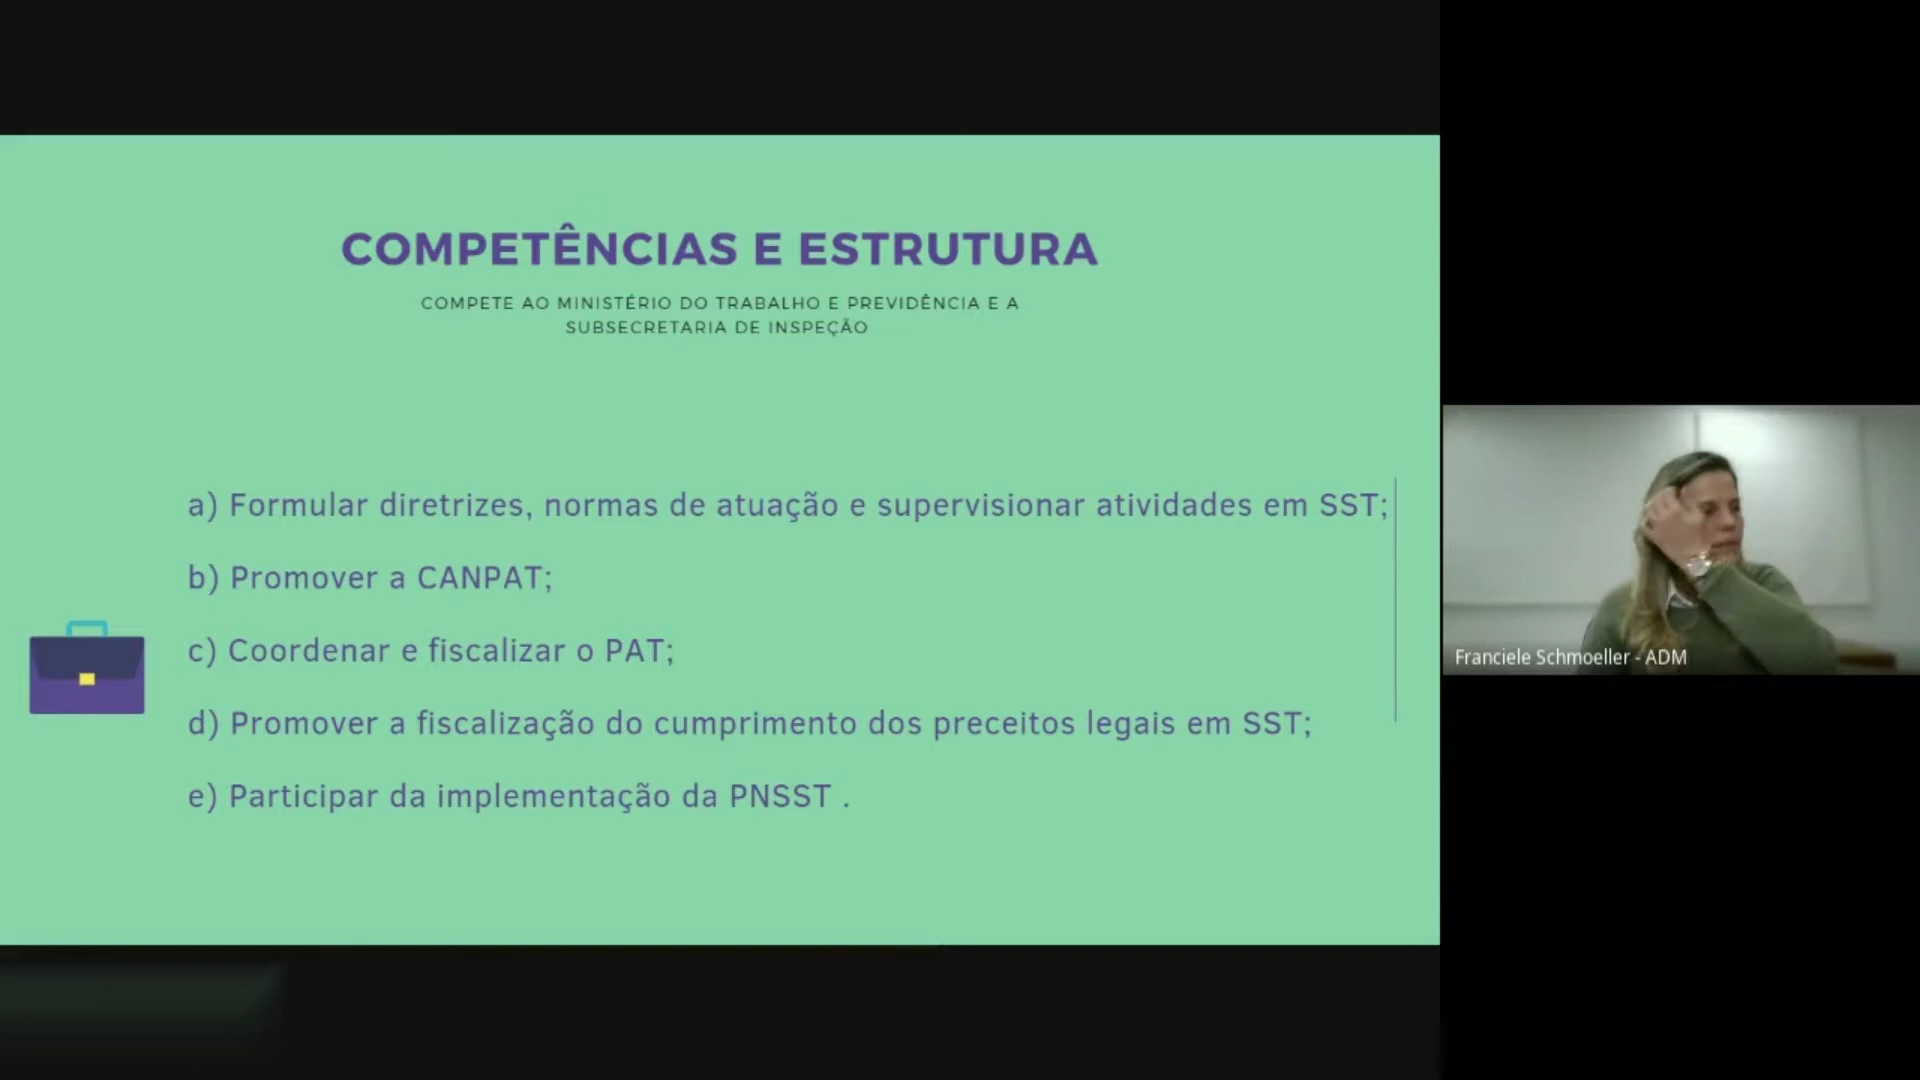 COMPETÊNCIAS E ESTRUTURA
COMPETE AO MINISTÉRIO DO TRABALHO E PREVIDÊNCIA E A
SUBSECRETARIA DE INSPEÇÃO
a) Formular diretrizes, normas de atuação e supervisionar atividades em SST;
b) Promover a CANPAT;
c) Coordenar e fiscalizar o PAT;
d) Promover a fiscalização do cumprimento dos preceitos legais em SST;
e) Participar da implementação da PNSST .
Franciele Schmoeller - ADM